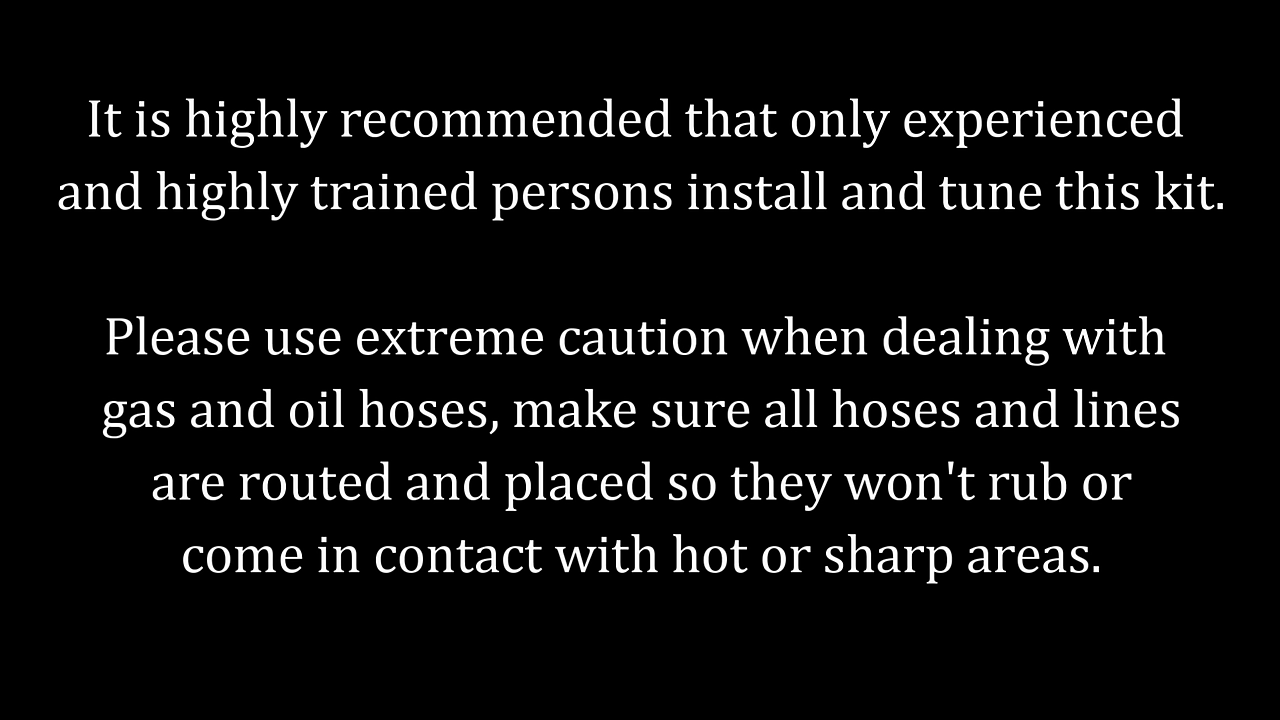 It is highly recommended that only experienced
and highly trained persons install and tune this kit.
Please use extreme caution when dealing with
gas and oil hoses, make sure all hoses and lines
are routed and placed so they won't rub or
come in contact with hot or sharp areas.